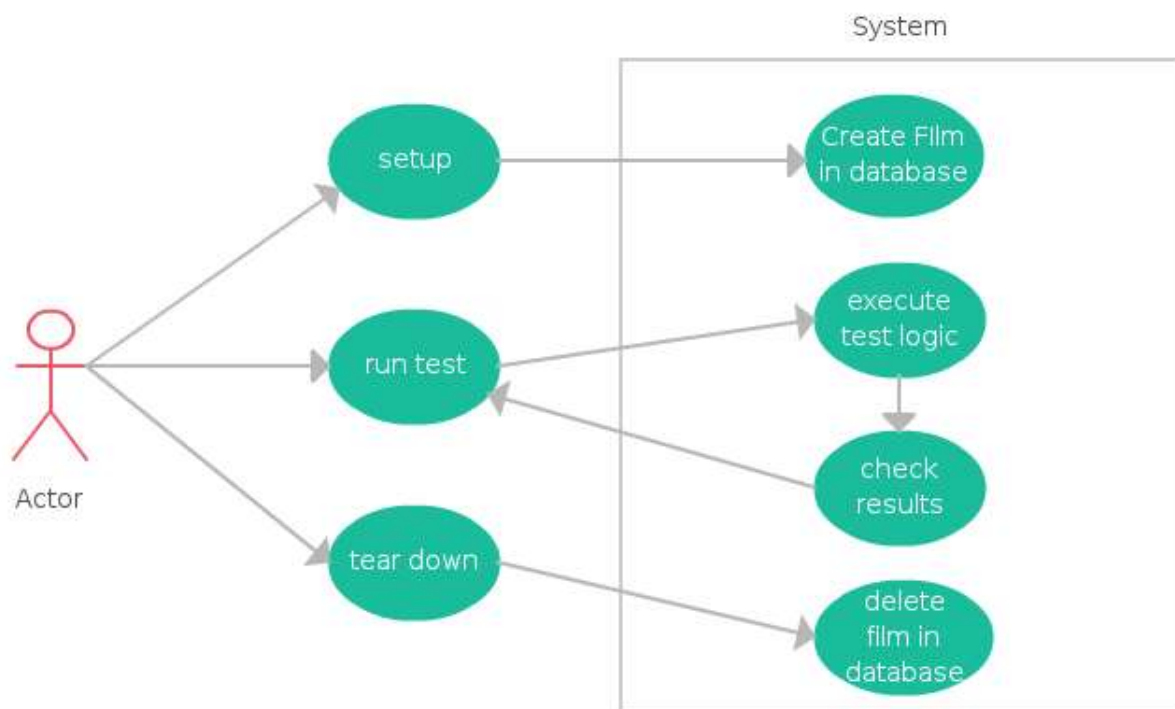 System
setup
Create FIlm
in database
run test
execute
test logic
Actor
check
results
tear down
delete
film in
database